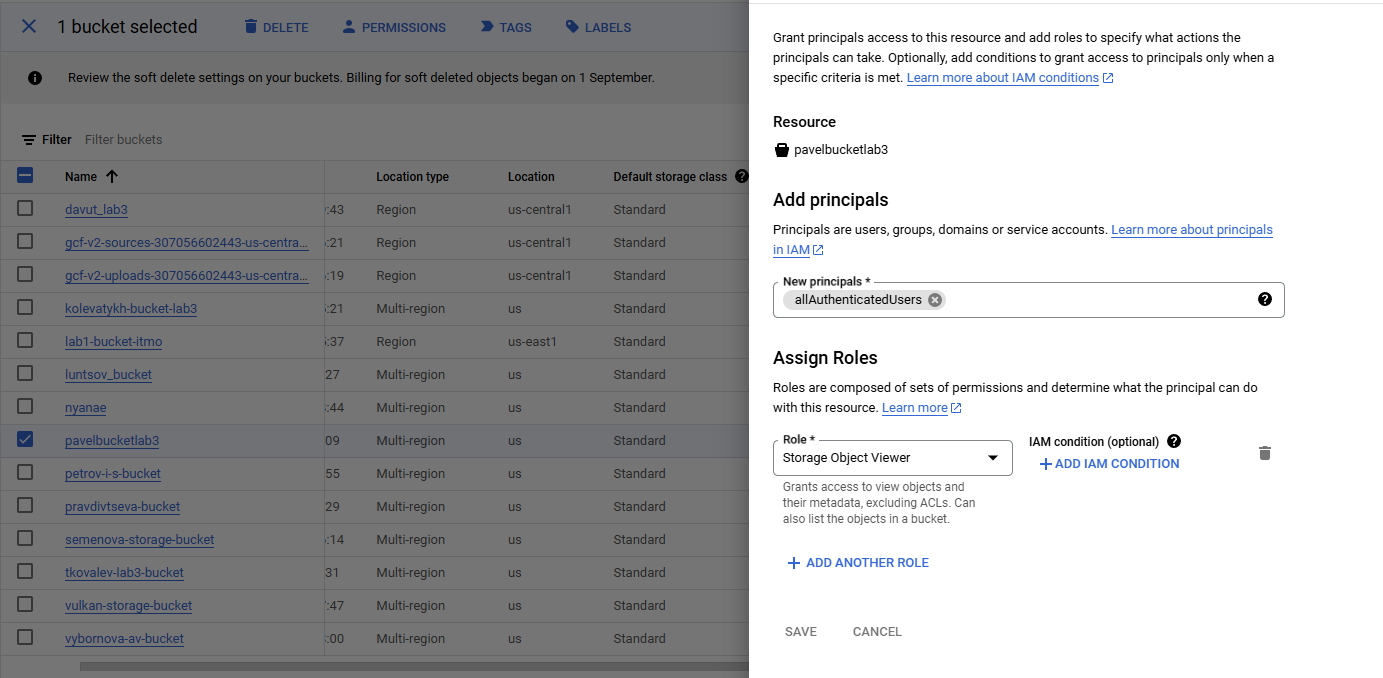 1 bucket selected
DELETE
PERMISSIONS
TAGS
LABELS
Review the soft delete settings on your buckets. Billing for soft deleted objects began on 1 September.
Filter Filter buckets
Name Location type Location Default storage class
davut_lab3 :43 Region us-central1 Standard
gcf-v2-sources-307056602443-us-centra... :21 Region us-central1 Standard
gcf-v2-uploads-307056602443-us-centra... :19 Region us-central1 Standard
kolevatykh-bucket-lab3 :21 Multi-region us Standard
lab1-bucket-itmo :37 Region us-east1 Standard
luntsov_bucket 27 Multi-region us Standard
nyanae :44 Multi-region us Standard
pavelbucketlab3 09 Multi-region us Standard
petrov-i-s-bucket 55 Multi-region us Standard
pravdivtseva-bucket 29 Multi-region us Standard
semenova-storage-bucket :14 Multi-region us Standard
tkovalev-lab3-bucket 31 Multi-region us Standard
vulkan-storage-bucket :47 Multi-region us Standard
vybornova-av-bucket :00 Multi-region us Standard
Grant principals access to this resource and add roles to specify what actions the
principals can take. Optionally, add conditions to grant access to principals only when a
specific criteria is met. Learn more about IAM conditions
Resource
pavelbucketlab3
Add principals
Principals are users, groups, domains or service accounts. Learn more about principals
in IAM
New principals *
allAuthenticatedUsers
Assign Roles
Roles are composed of sets of permissions and determine what the principal can do
with this resource. Learn more
Role *
Storage Object Viewer
IAM condition (optional)
ADD IAM CONDITION
Grants access to view objects and
their metadata, excluding ACLs. Can
also list the objects in a bucket.
ADD ANOTHER ROLE
SAVE
CANCEL